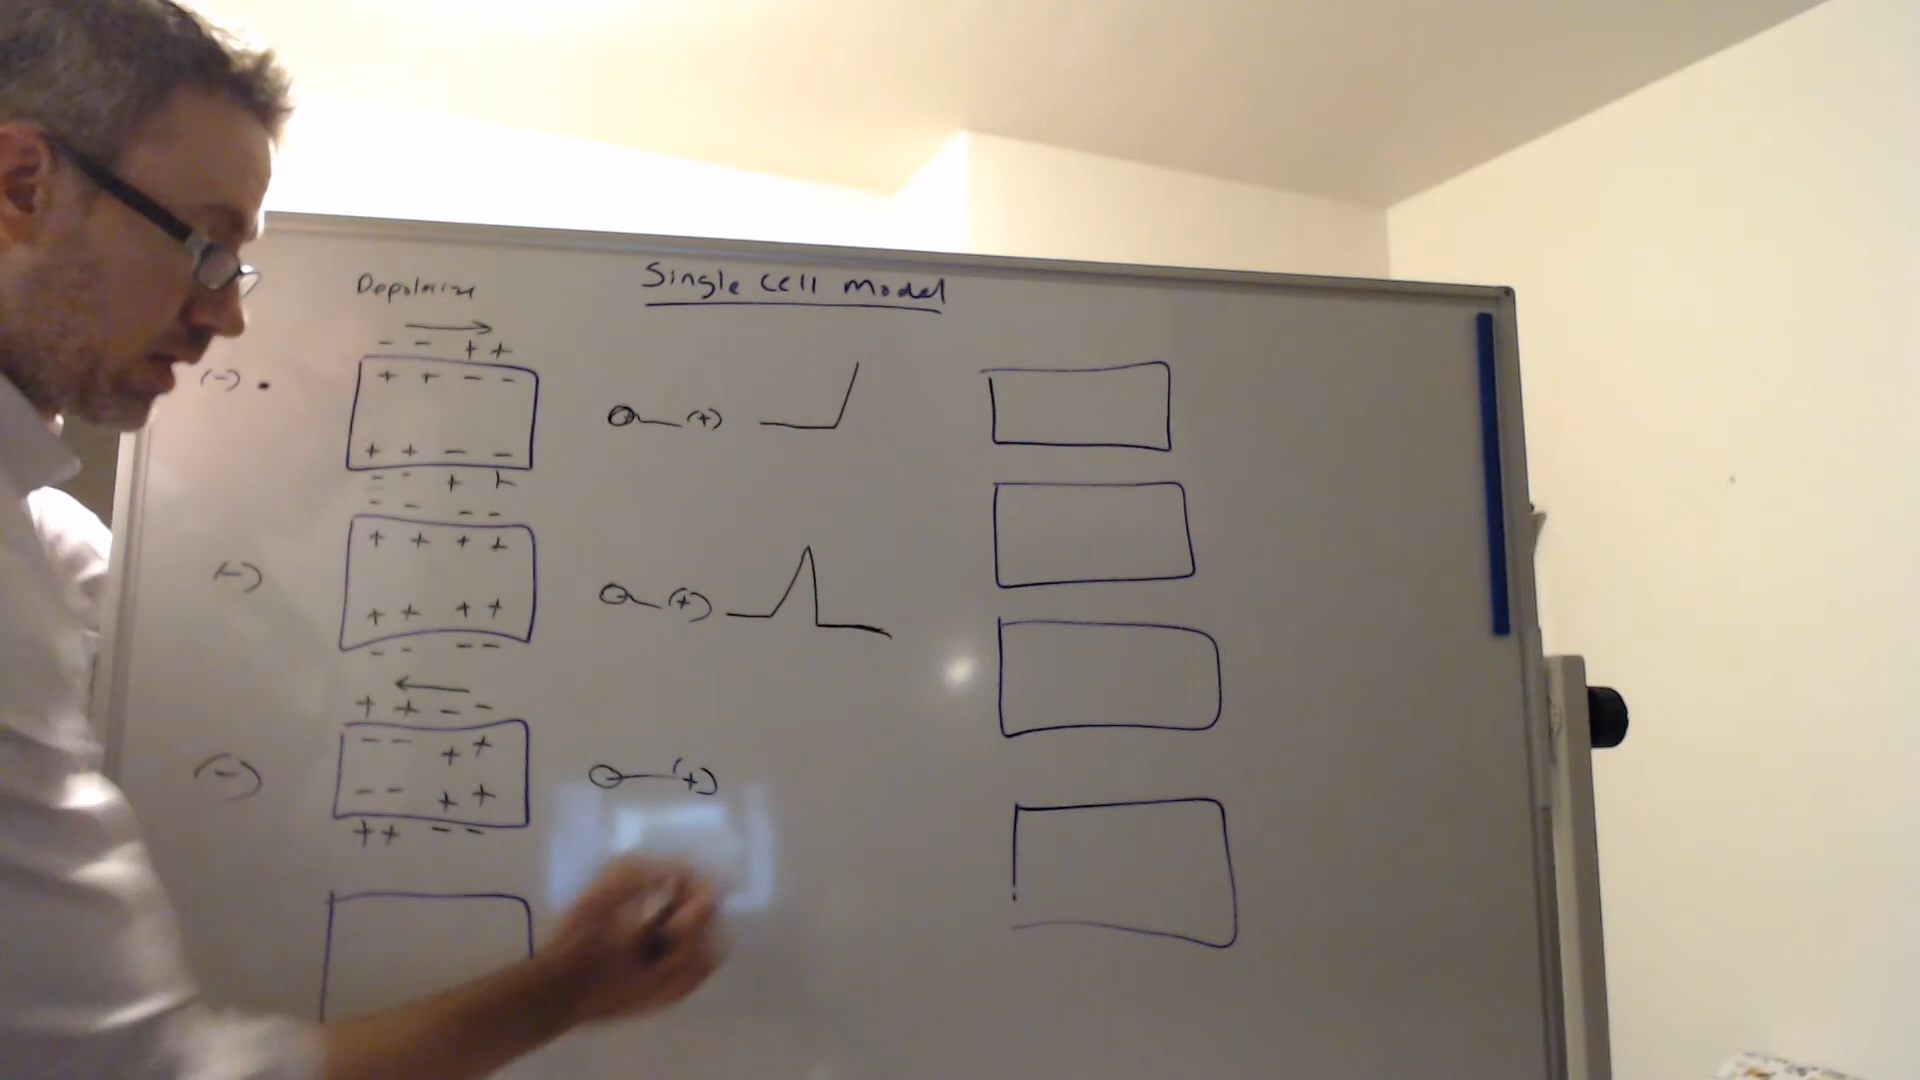 Single Cell Model
Depolarize
- - + +
(-) .
+ + - -
(+)
+ + - -
- - + +
- - - -
+ + + +
(-)
(+)
+ + + +
- - - -
+ + - -
- - + +
(-)
(+)
- - + +
+ + - -